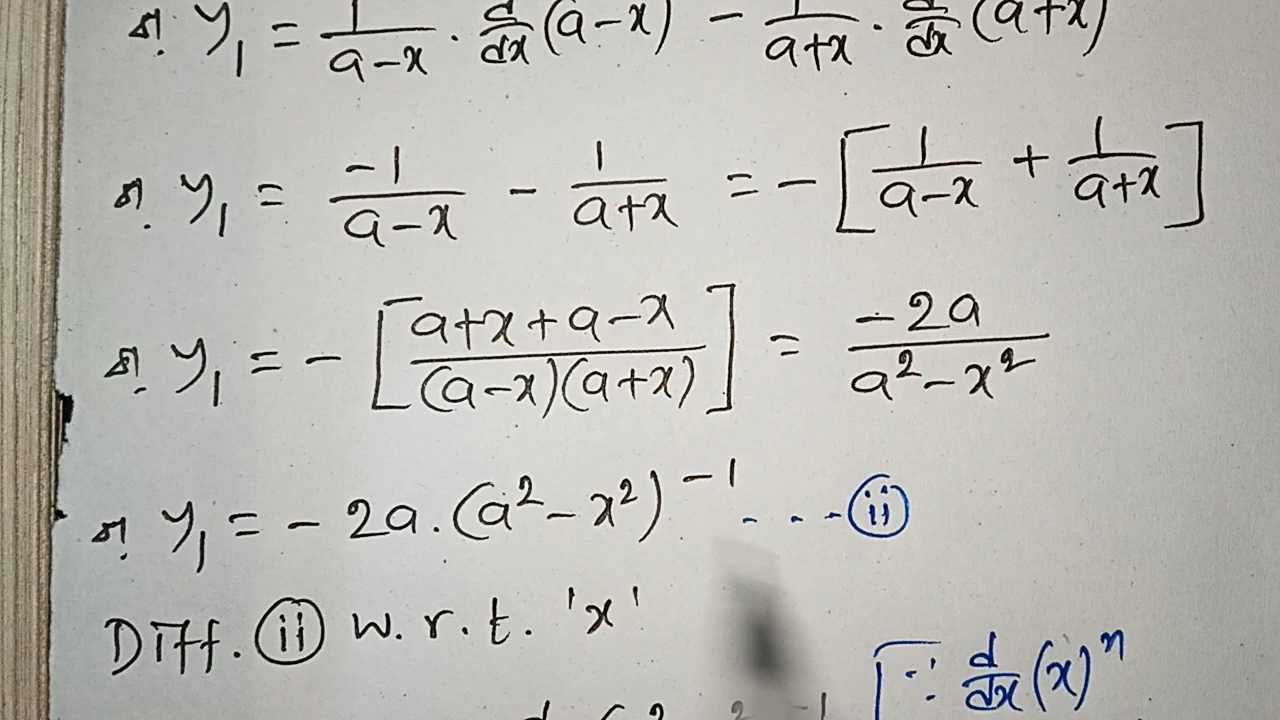 वा. y₁ = 1/(a-x) · d/dx (a-x) - 1/(a+x) · d/dx (a+x)
वा. y₁ = -1/(a-x) - 1/(a+x) = -[1/(a-x) + 1/(a+x)]
वा. y₁ = -[(a+x+a-x)/((a-x)(a+x))] = -2a/(a²-x²)
वा. y₁ = -2a.(a²-x²)⁻¹ ...(ii)
Diff. (ii) w.r.t. 'x'
[∵ d/dx (x)ⁿ